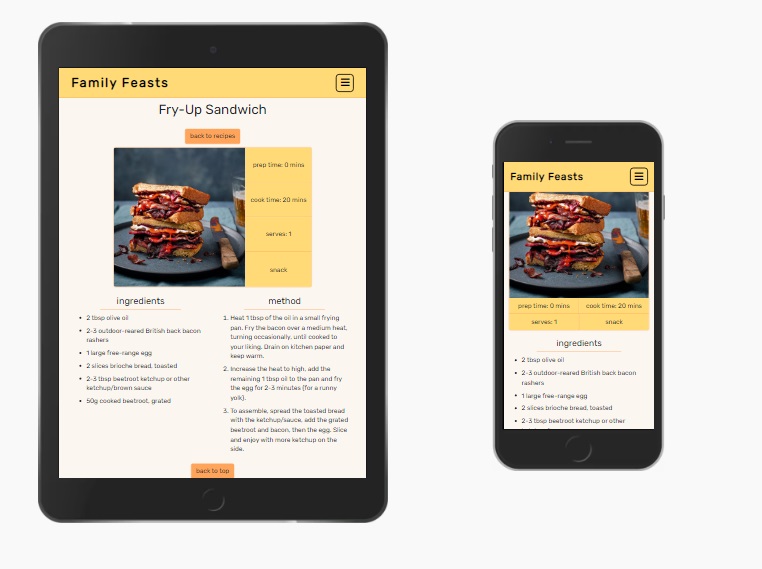 Family Feasts
Fry-Up Sandwich
back to recipes
prep time: 0 mins
cook time: 20 mins
serves: 1
snack
ingredients
• 2 tbsp olive oil
• 2-3 outdoor-reared British back bacon
rashers
• 1 large free-range egg
• 2 slices brioche bread, toasted
• 2-3 tbsp beetroot ketchup or other
ketchup/brown sauce
• 50g cooked beetroot, grated
method
1. Heat 1 tbsp of the oil in a small frying
pan. Fry the bacon over a medium heat,
turning occasionally, until cooked to
your liking. Drain on kitchen paper and
keep warm.
2. Increase the heat to high, add the
remaining 1 tbsp oil to the pan and fry
the egg for 2-3 minutes (for a runny
yolk).
3. To assemble, spread the toasted bread
with the ketchup/sauce, add the grated
beetroot and bacon, then the egg. Slice
and enjoy with more ketchup on the
side.
back to top
Family Feasts
prep time: 0 mins cook time: 20 mins
serves: 1 snack
ingredients
• 2 tbsp olive oil
• 2-3 outdoor-reared British back bacon
rashers
• 1 large free-range egg
• 2 slices brioche bread, toasted
• 2-3 tbsp beetroot ketchup or other